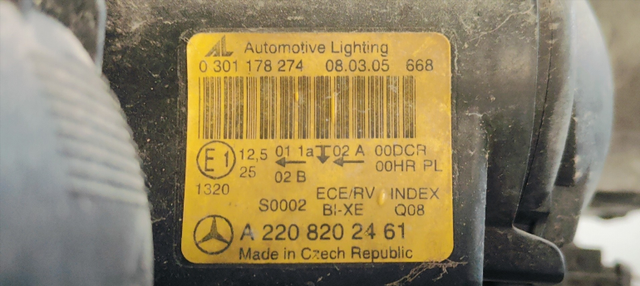 AL Automotive Lighting
0 301 178 274 08.03.05 668
E1 12,5 01 1a 02 A 00DCR
25 02 B 00HR PL
1320
S0002 ECE/RV INDEX
BI-XE Q08
A 220 820 24 61
Made in Czech Republic